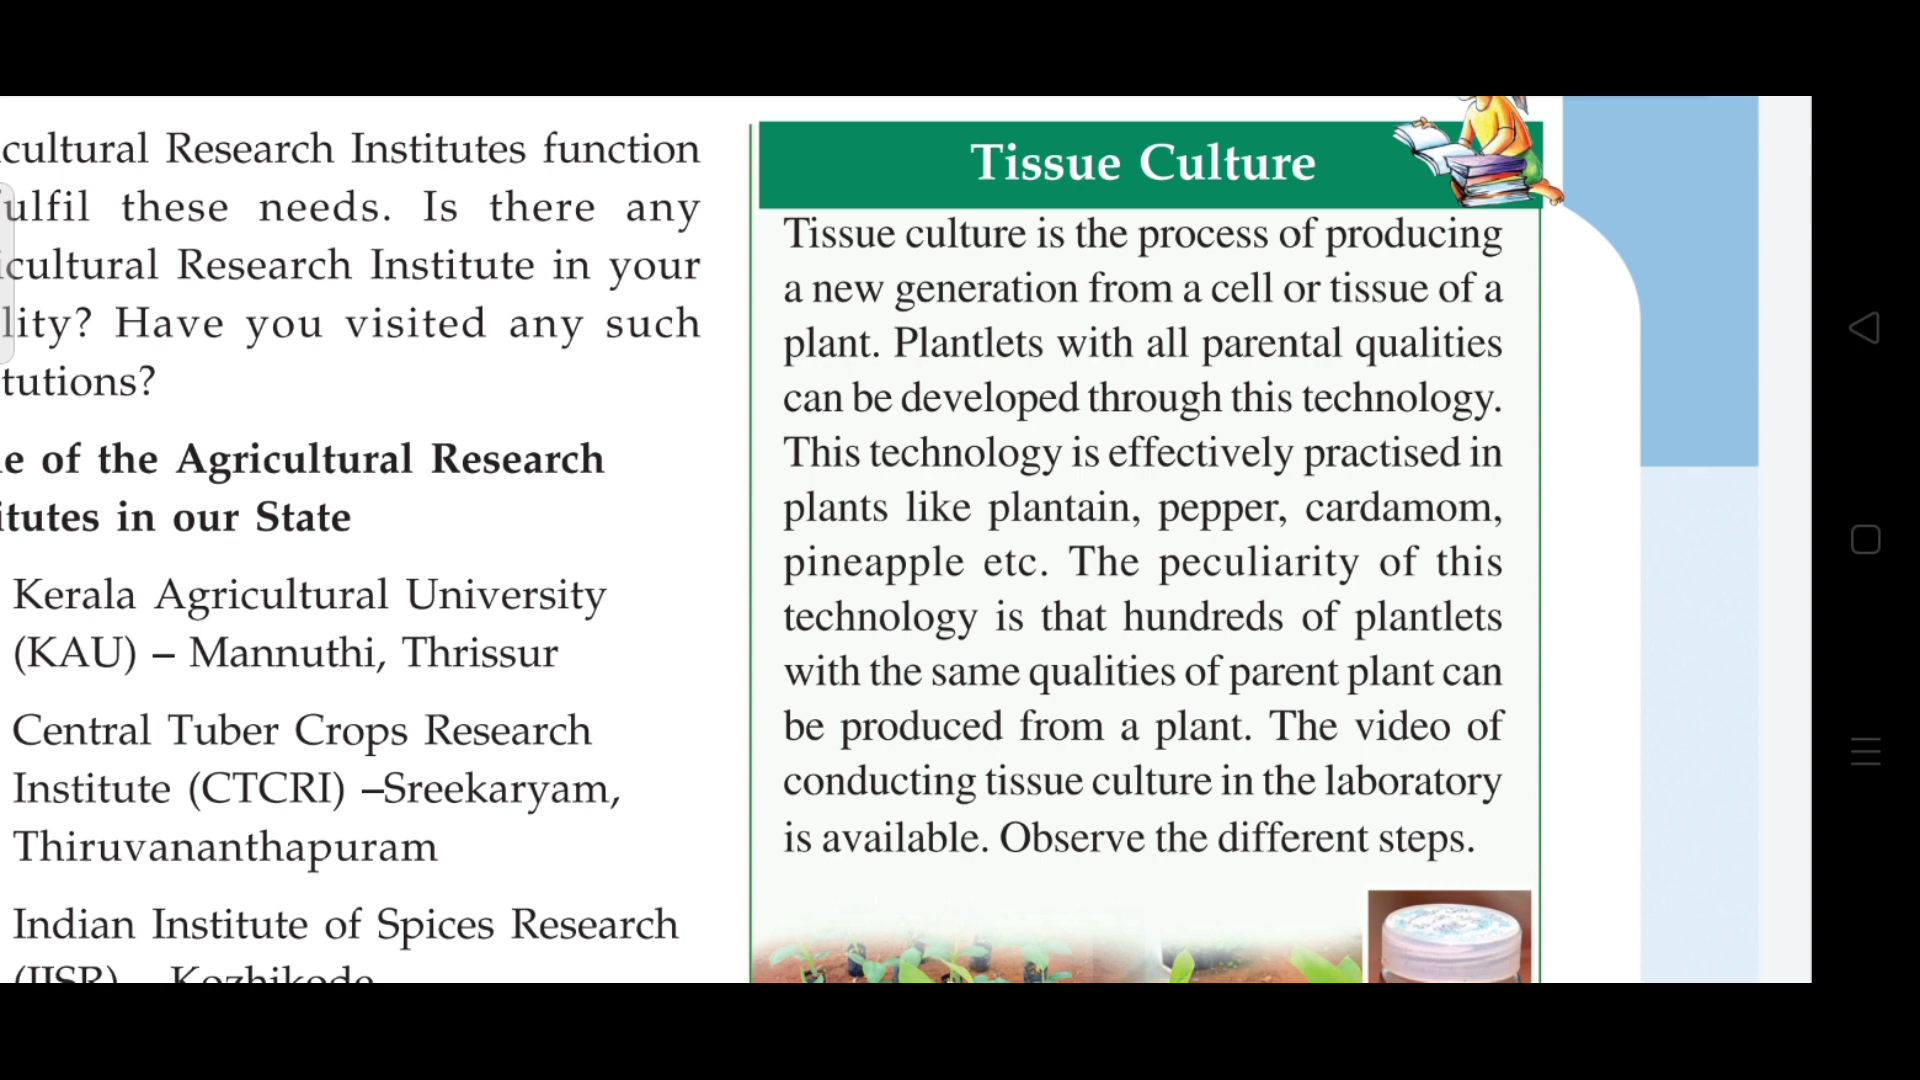 Agricultural Research Institutes function
fulfil these needs. Is there any
icultural Research Institute in your
lity? Have you visited any such
tutions?
e of the Agricultural Research
itutes in our State
Kerala Agricultural University
(KAU) – Mannuthi, Thrissur
Central Tuber Crops Research
Institute (CTCRI) –Sreekaryam,
Thiruvananthapuram
Indian Institute of Spices Research
(IISR) Kozhikode
Tissue Culture
Tissue culture is the process of producing
a new generation from a cell or tissue of a
plant. Plantlets with all parental qualities
can be developed through this technology.
This technology is effectively practised in
plants like plantain, pepper, cardamom,
pineapple etc. The peculiarity of this
technology is that hundreds of plantlets
with the same qualities of parent plant can
be produced from a plant. The video of
conducting tissue culture in the laboratory
is available. Observe the different steps.